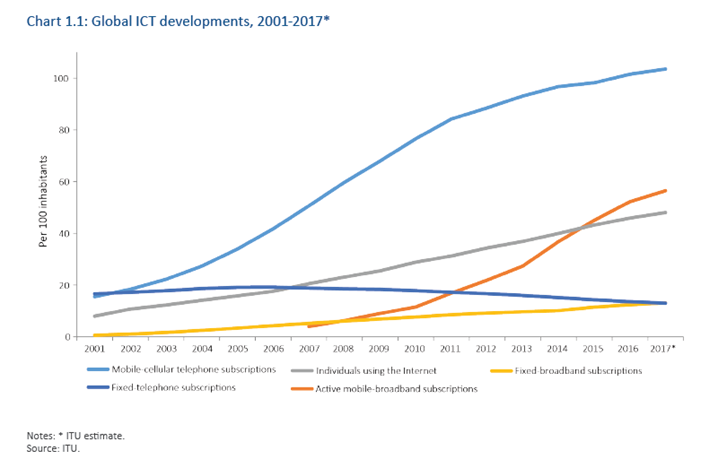 Chart 1.1: Global ICT developments, 2001-2017*
100
80
60
40
20
0
Per 100 inhabitants
2001 2002 2003 2004 2005 2006 2007 2008 2009 2010 2011 2012 2013 2014 2015 2016 2017*
Mobile-cellular telephone subscriptions Individuals using the Internet Fixed-broadband subscriptions
Fixed-telephone subscriptions Active mobile-broadband subscriptions
Notes: * ITU estimate.
Source: ITU.